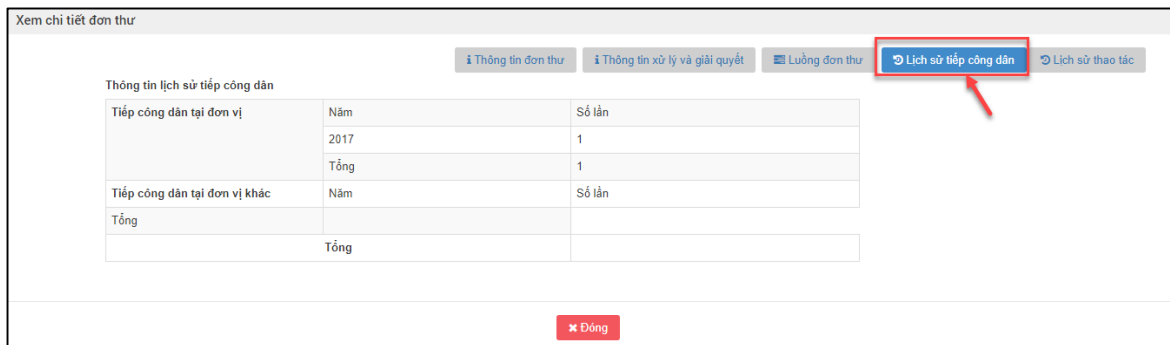 Xem chi tiết đơn thư
Thông tin đơn thư Thông tin xử lý và giải quyết Luồng đơn thư Lịch sử tiếp công dân Lịch sử thao tác
Thông tin lịch sử tiếp công dân
Tiếp công dân tại đơn vị Năm Số lần
2017 1
Tổng 1
Tiếp công dân tại đơn vị khác Năm Số lần
Tổng
Tổng
Đóng